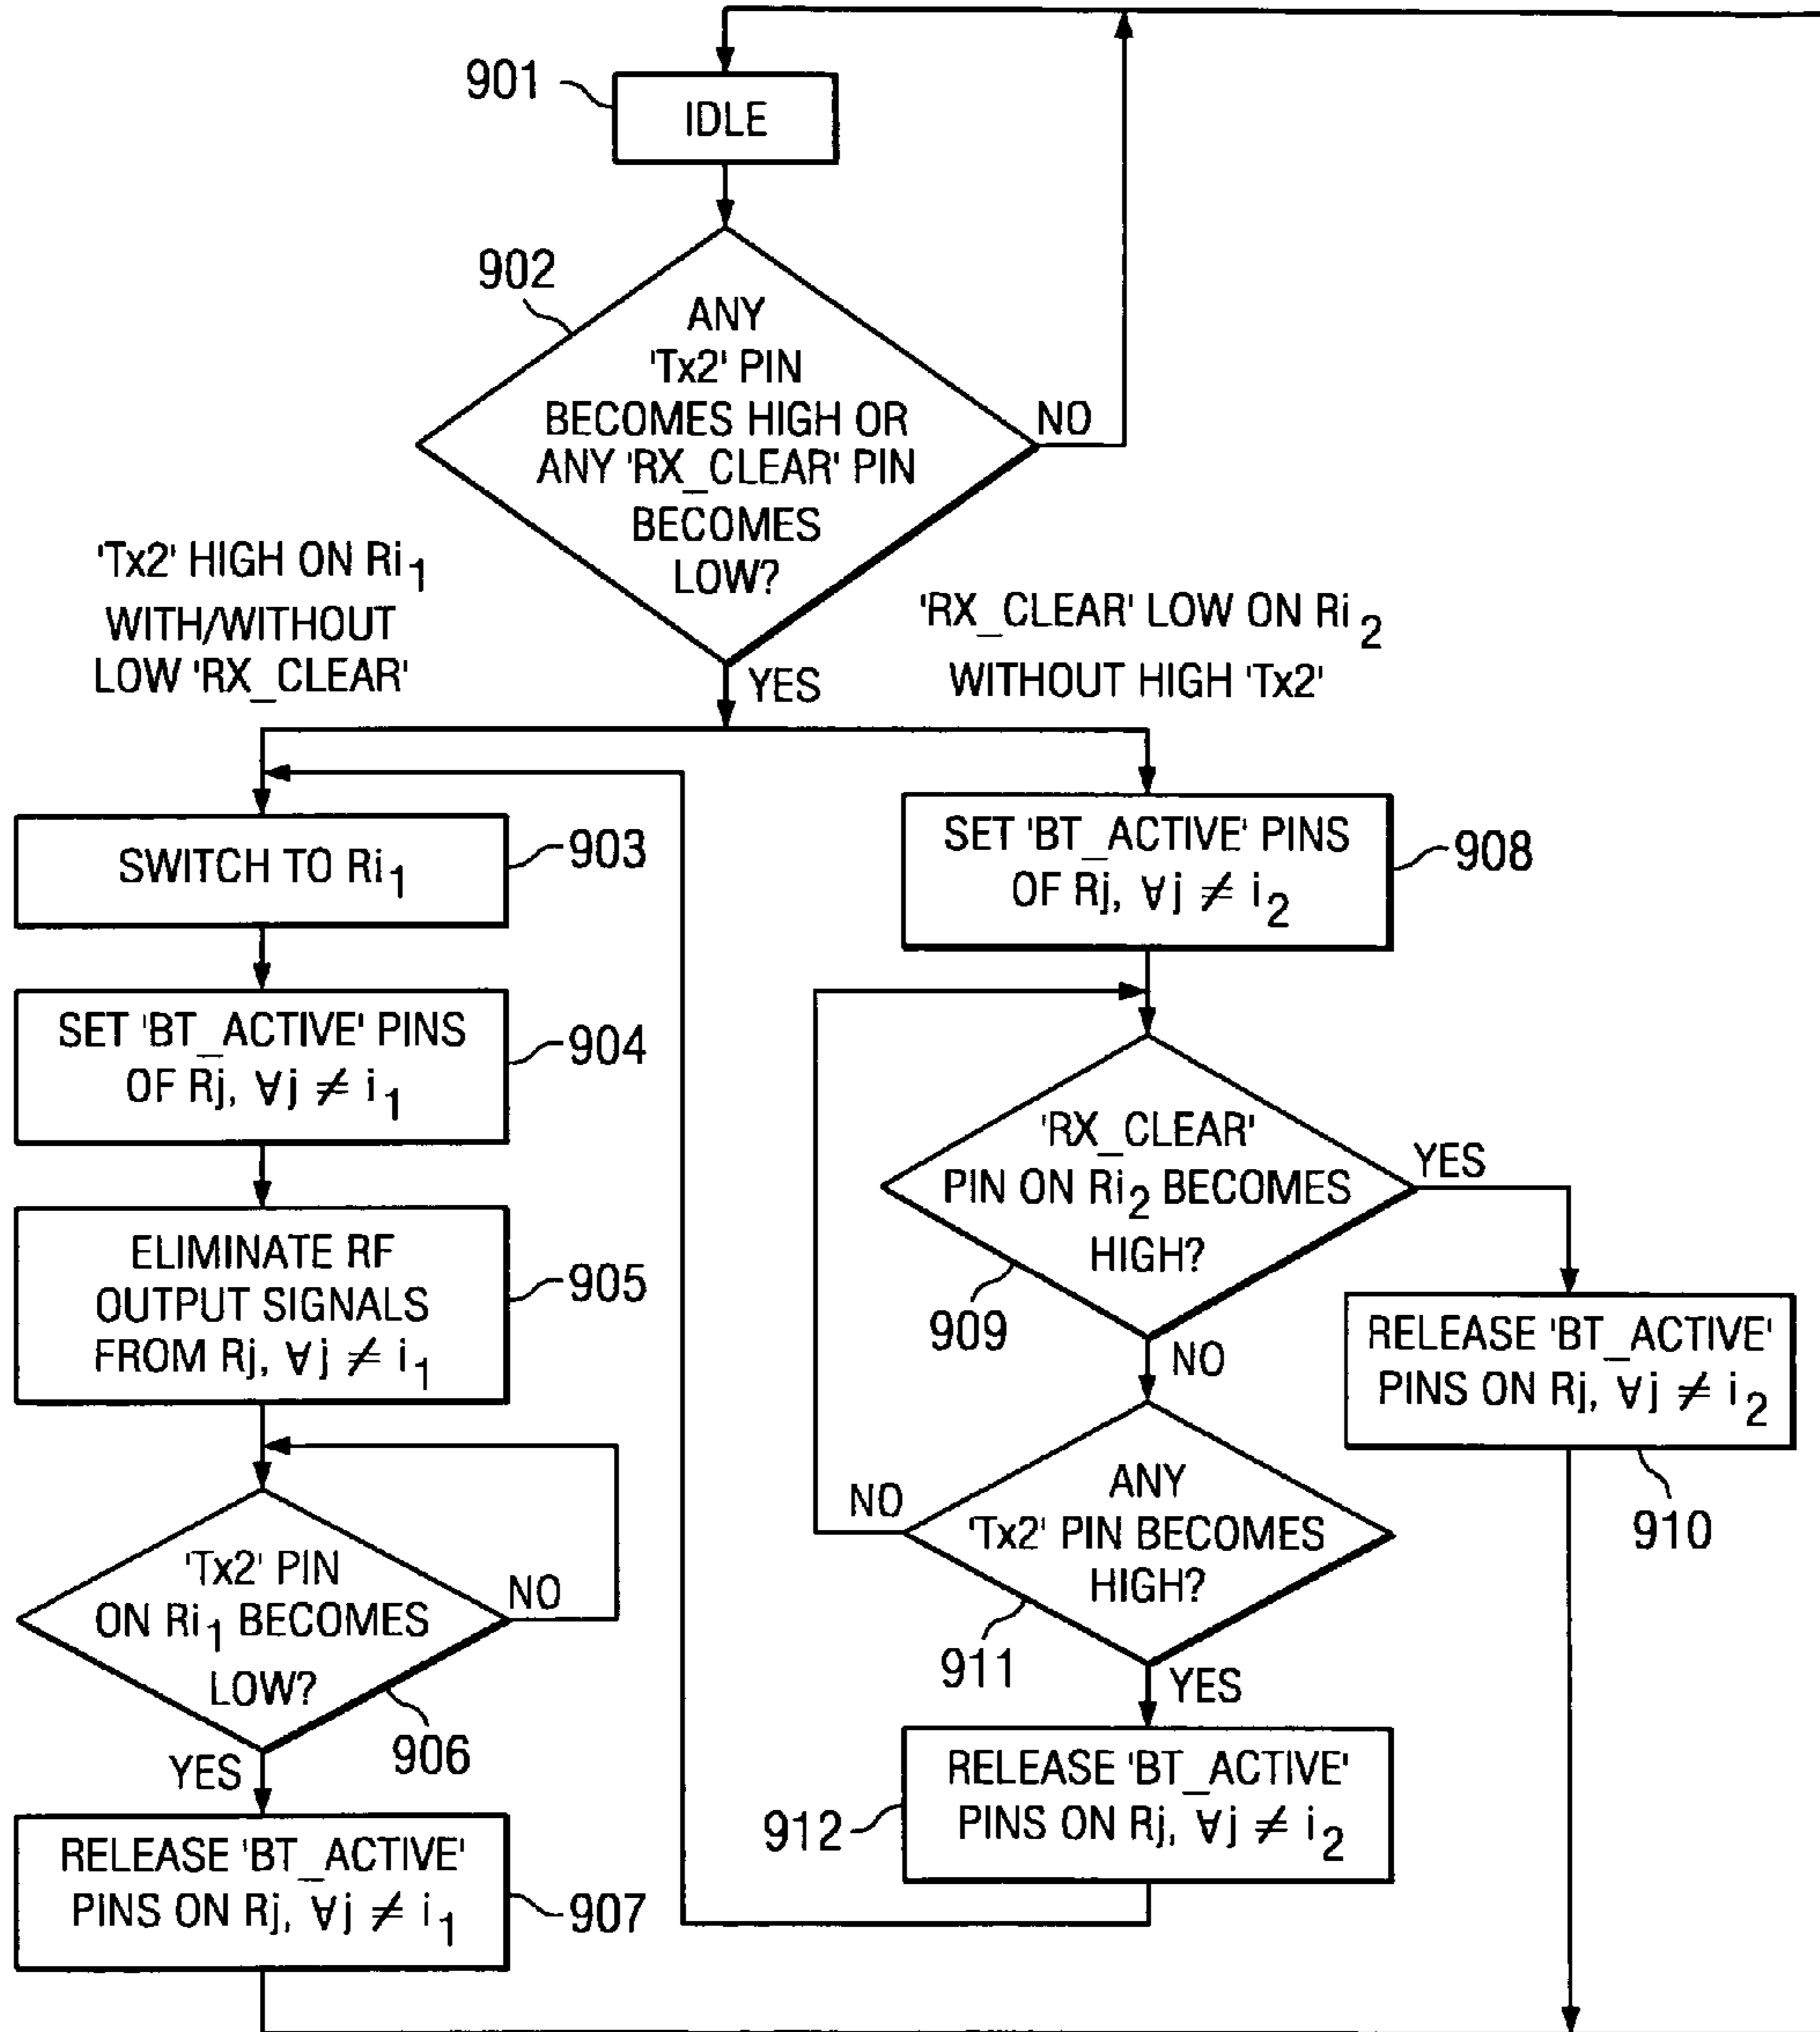 901
IDLE
902
ANY
'Tx2' PIN
BECOMES HIGH OR
ANY 'RX_CLEAR' PIN
BECOMES
LOW?
NO
YES
'Tx2' HIGH ON Ri1
WITH/WITHOUT
LOW 'RX_CLEAR'
'RX_CLEAR' LOW ON Ri2
WITHOUT HIGH 'Tx2'
SWITCH TO Ri1
903
SET 'BT_ACTIVE' PINS
OF Rj, ∀j ≠ i1
904
ELIMINATE RF
OUTPUT SIGNALS
FROM Rj, ∀j ≠ i1
905
'Tx2' PIN
ON Ri1 BECOMES
LOW?
NO
906
YES
RELEASE 'BT_ACTIVE'
PINS ON Rj, ∀j ≠ i1
907
SET 'BT_ACTIVE' PINS
OF Rj, ∀j ≠ i2
908
'RX_CLEAR'
PIN ON Ri2 BECOMES
HIGH?
YES
909
NO
RELEASE 'BT_ACTIVE'
PINS ON Rj, ∀j ≠ i2
910
ANY
'Tx2' PIN BECOMES
HIGH?
NO
911
YES
RELEASE 'BT_ACTIVE'
PINS ON Rj, ∀j ≠ i2
912